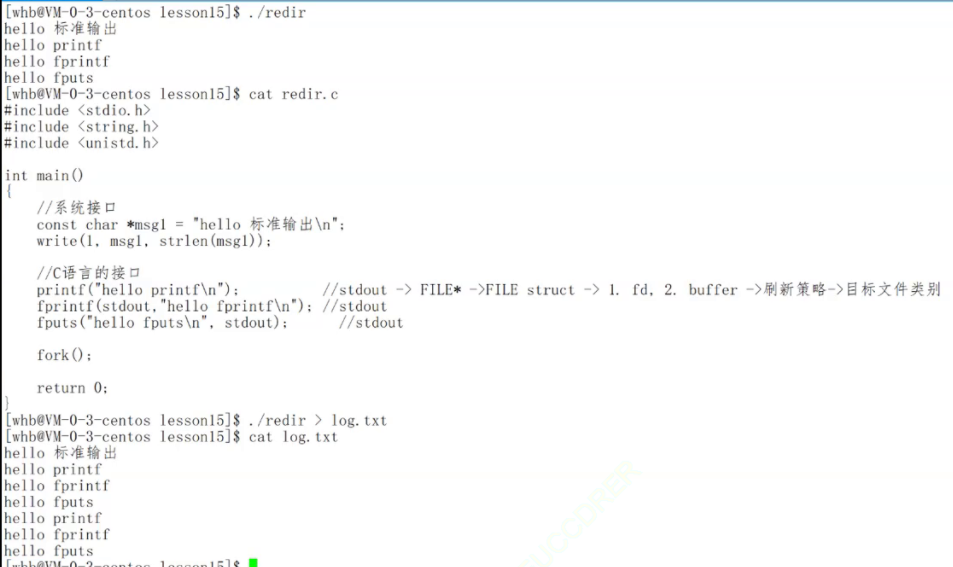 [whb@VM-0-3-centos lesson15]$ ./redir
hello 标准输出
hello printf
hello fprintf
hello fputs
[whb@VM-0-3-centos lesson15]$ cat redir.c
#include <stdio.h>
#include <string.h>
#include <unistd.h>
int main()
{
//系统接口
const char *msg1 = "hello 标准输出\n";
write(1, msg1, strlen(msg1));
//C语言的接口
printf("hello printf\n"); //stdout -> FILE* ->FILE struct -> 1. fd, 2. buffer ->刷新策略->目标文件类别
fprintf(stdout,"hello fprintf\n"); //stdout
fputs("hello fputs\n", stdout); //stdout
fork();
return 0;
}
[whb@VM-0-3-centos lesson15]$ ./redir > log.txt
[whb@VM-0-3-centos lesson15]$ cat log.txt
hello 标准输出
hello printf
hello fprintf
hello fputs
hello printf
hello fprintf
hello fputs
[whb@VM-0-3-centos lesson15]$